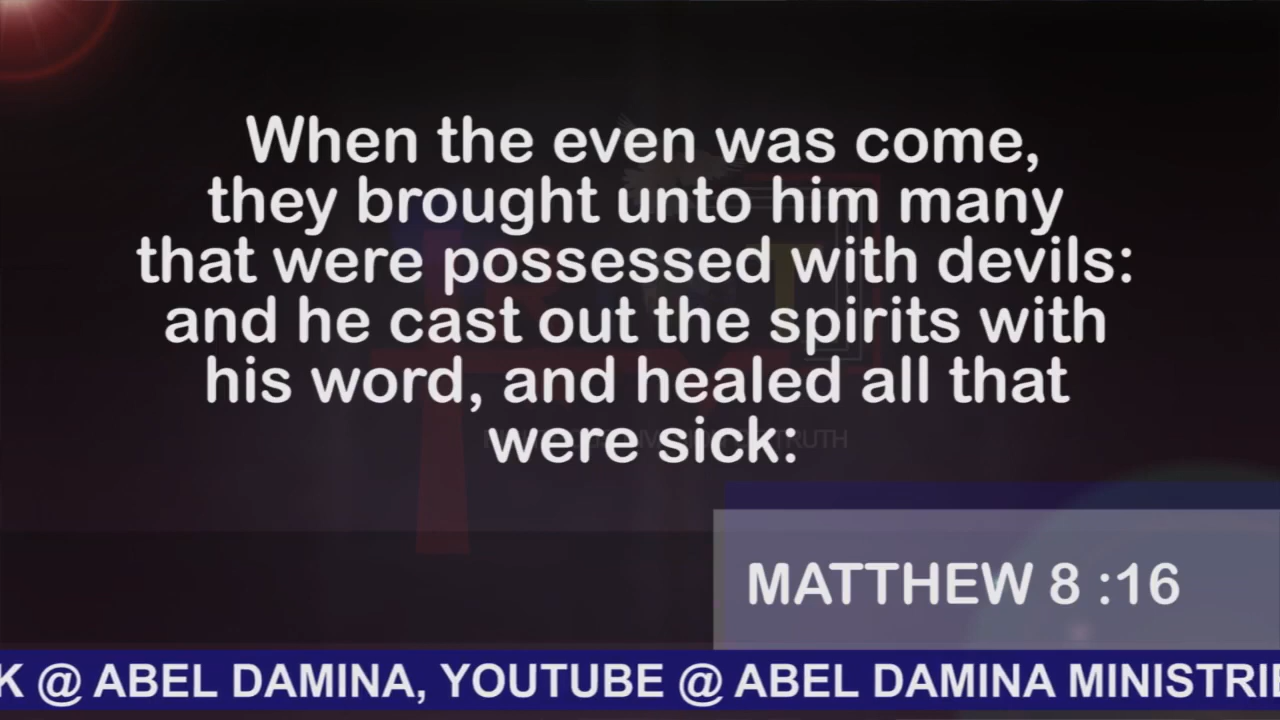 When the even was come,
they brought unto him many
that were possessed with devils:
and he cast out the spirits with
his word, and healed all that
were sick:
MATTHEW 8 :16
K @ ABEL DAMINA, YOUTUBE @ ABEL DAMINA MINISTRIE